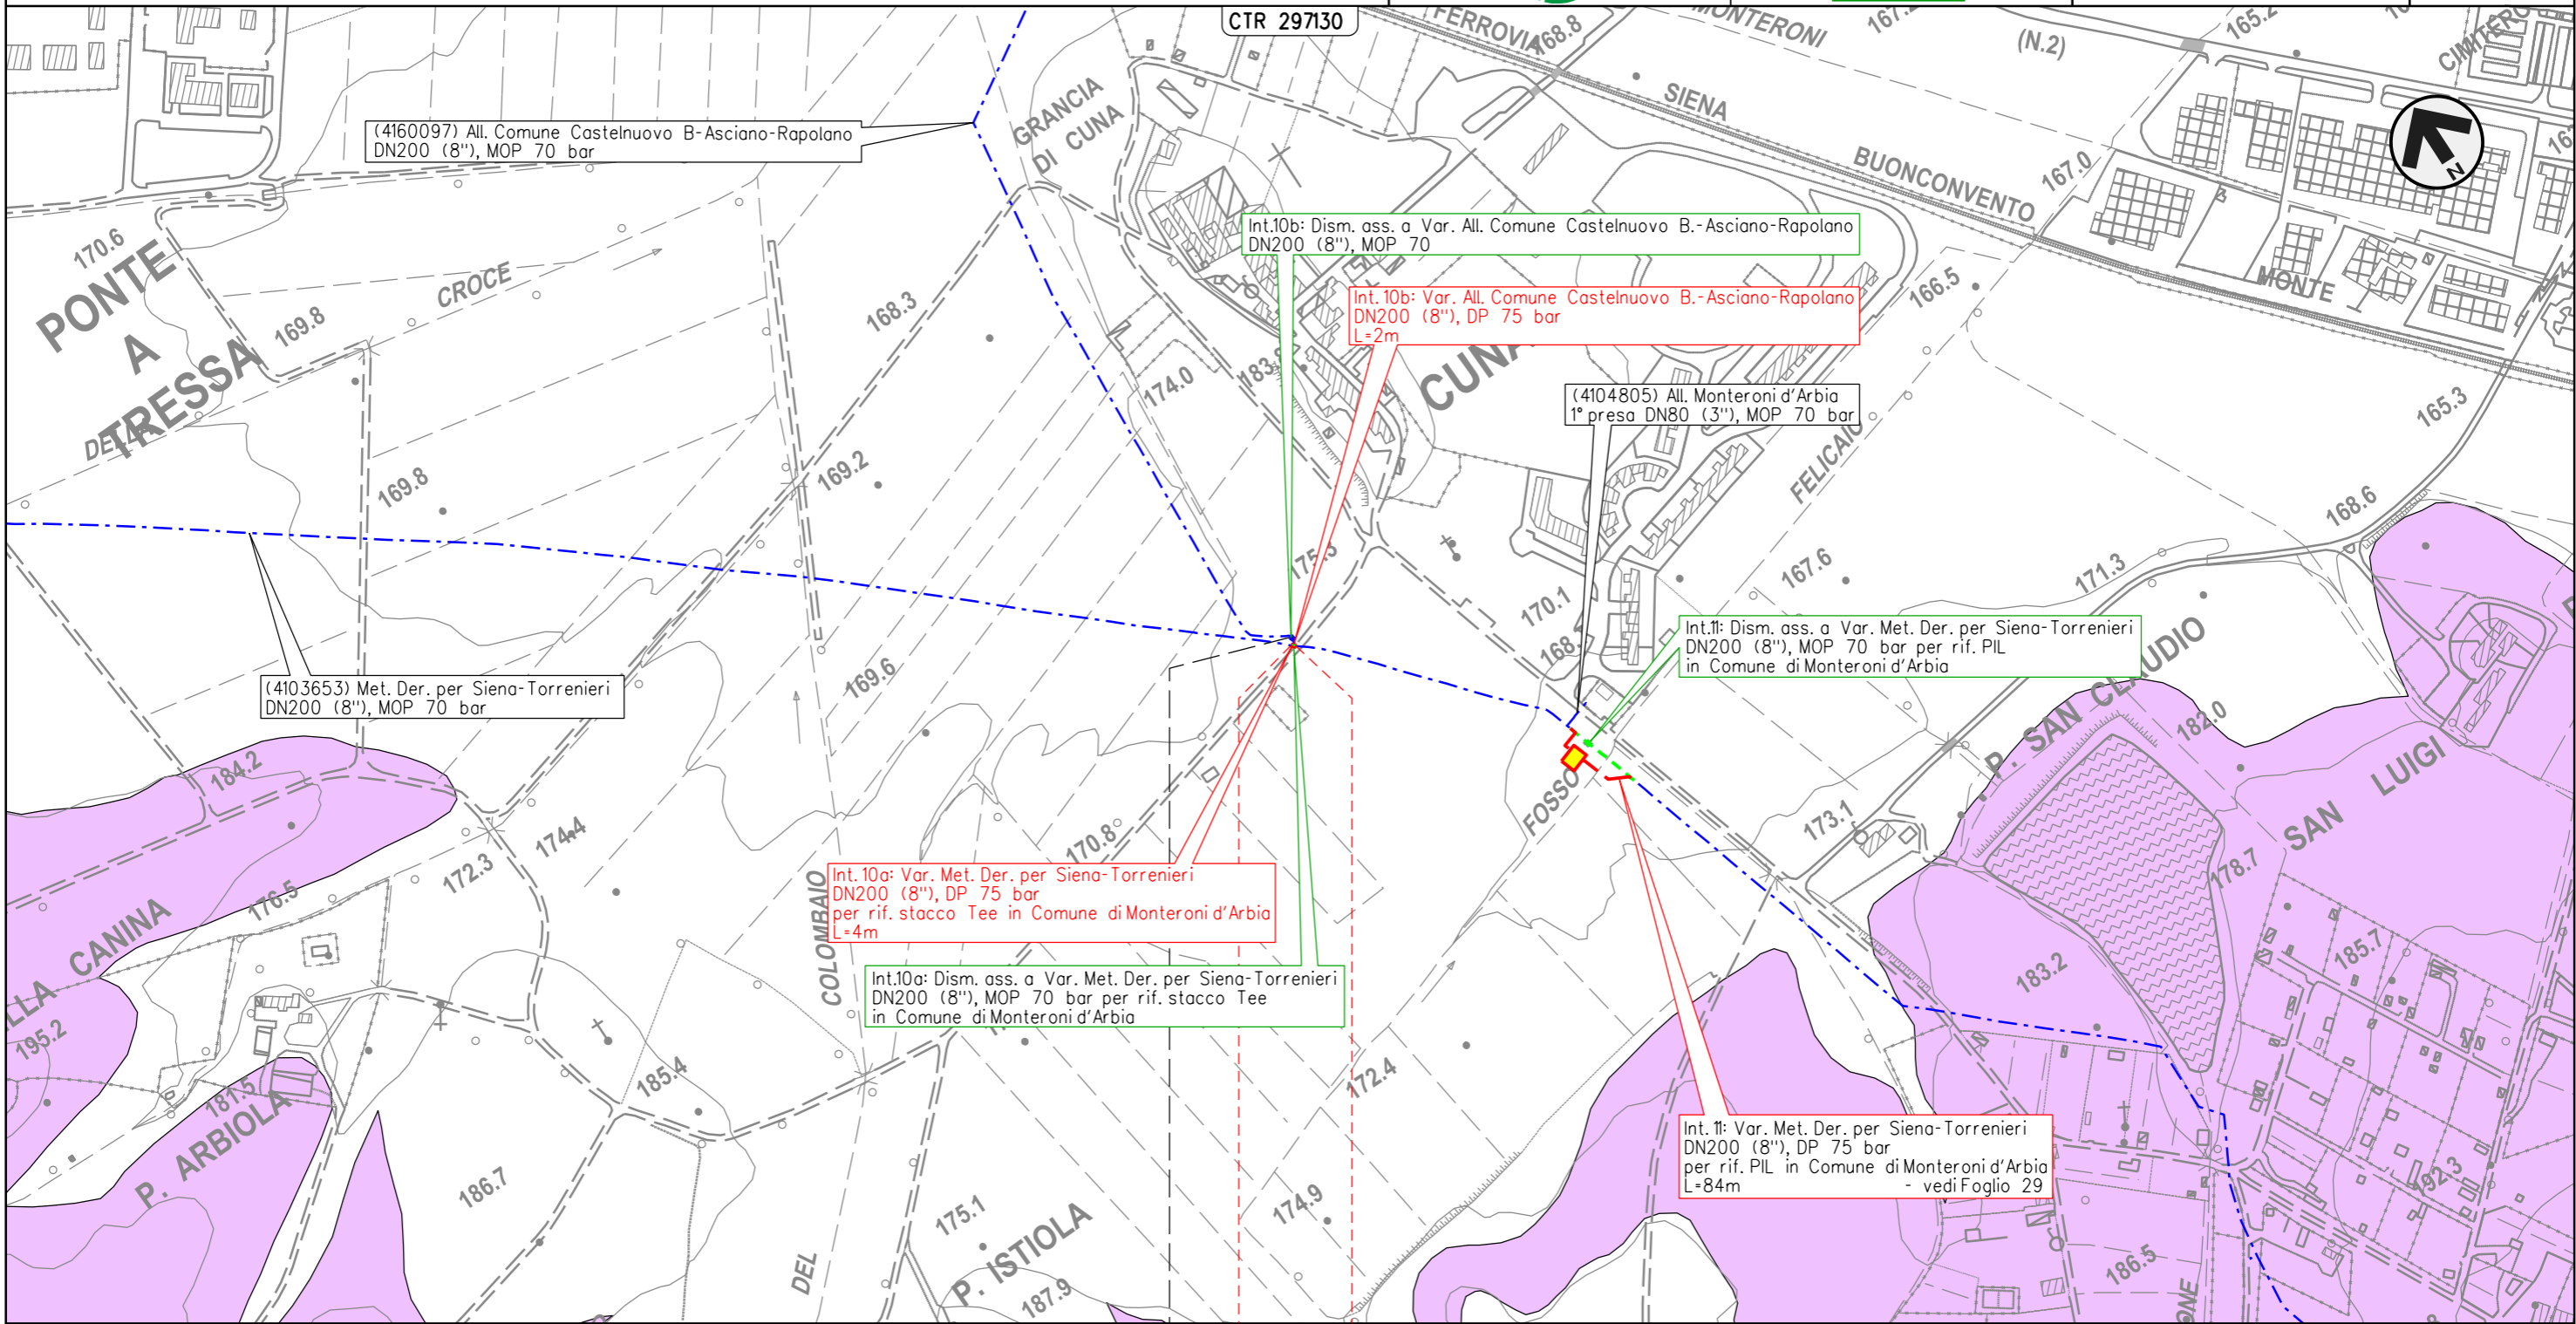 CTR 297130
FERROVIA
168.8
MONTERONI
(N.2)
165.2
CIMITERO
SIENA
BUONCONVENTO
167.0
MONTE
N
GRANCIA
DI CUNA
(4160097) All. Comune Castelnuovo B-Asciano-Rapolano
DN200 (8"), MOP 70 bar
170.6
PONTE
A
TRESSA
CROCE
169.8
168.3
Int.10b: Dism. ass. a Var. All. Comune Castelnuovo B.-Asciano-Rapolano
DN200 (8"), MOP 70
Int. 10b: Var. All. Comune Castelnuovo B.-Asciano-Rapolano
DN200 (8"), DP 75 bar
L=2m
166.5
174.0
CUNA
(4104805) All. Monteroni d'Arbia
1° presa DN80 (3"), MOP 70 bar
165.3
169.8
169.2
FELICAIO
168.6
175.3
170.1
167.6
171.3
169.6
(4103653) Met. Der. per Siena-Torrenieri
DN200 (8"), MOP 70 bar
Int.11: Dism. ass. a Var. Met. Der. per Siena-Torrenieri
DN200 (8"), MOP 70 bar per rif. PIL
in Comune di Monteroni d'Arbia
P. SAN CLAUDIO
182.0
SAN LUIGI
184.2
FOSSO
173.1
178.7
174.4
172.3
170.8
176.5
COLOMBAIO
Int. 10a: Var. Met. Der. per Siena-Torrenieri
DN200 (8"), DP 75 bar
per rif. stacco Tee in Comune di Monteroni d'Arbia
L=4m
Int.10a: Dism. ass. a Var. Met. Der. per Siena-Torrenieri
DN200 (8"), MOP 70 bar per rif. stacco Tee
in Comune di Monteroni d'Arbia
CANINA
195.2
183.2
185.7
181.5
P. ARBIOLA
185.4
172.4
Int. 11: Var. Met. Der. per Siena-Torrenieri
DN200 (8"), DP 75 bar
per rif. PIL in Comune di Monteroni d'Arbia
L=84m - vedi Foglio 29
186.7
175.1
174.9
192.3
P. ISTIOLA
DEL
187.9
186.5